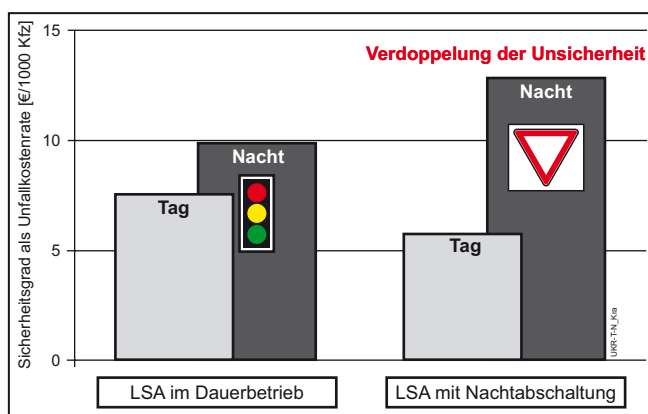 Sicherheitsgrad als Unfallkostenrate [€/1000 Kfz]
15
10
5
0
Verdoppelung der Unsicherheit
Nacht
Tag
Nacht
Tag
UKR-T-N_Kra
LSA im Dauerbetrieb
LSA mit Nachtabschaltung